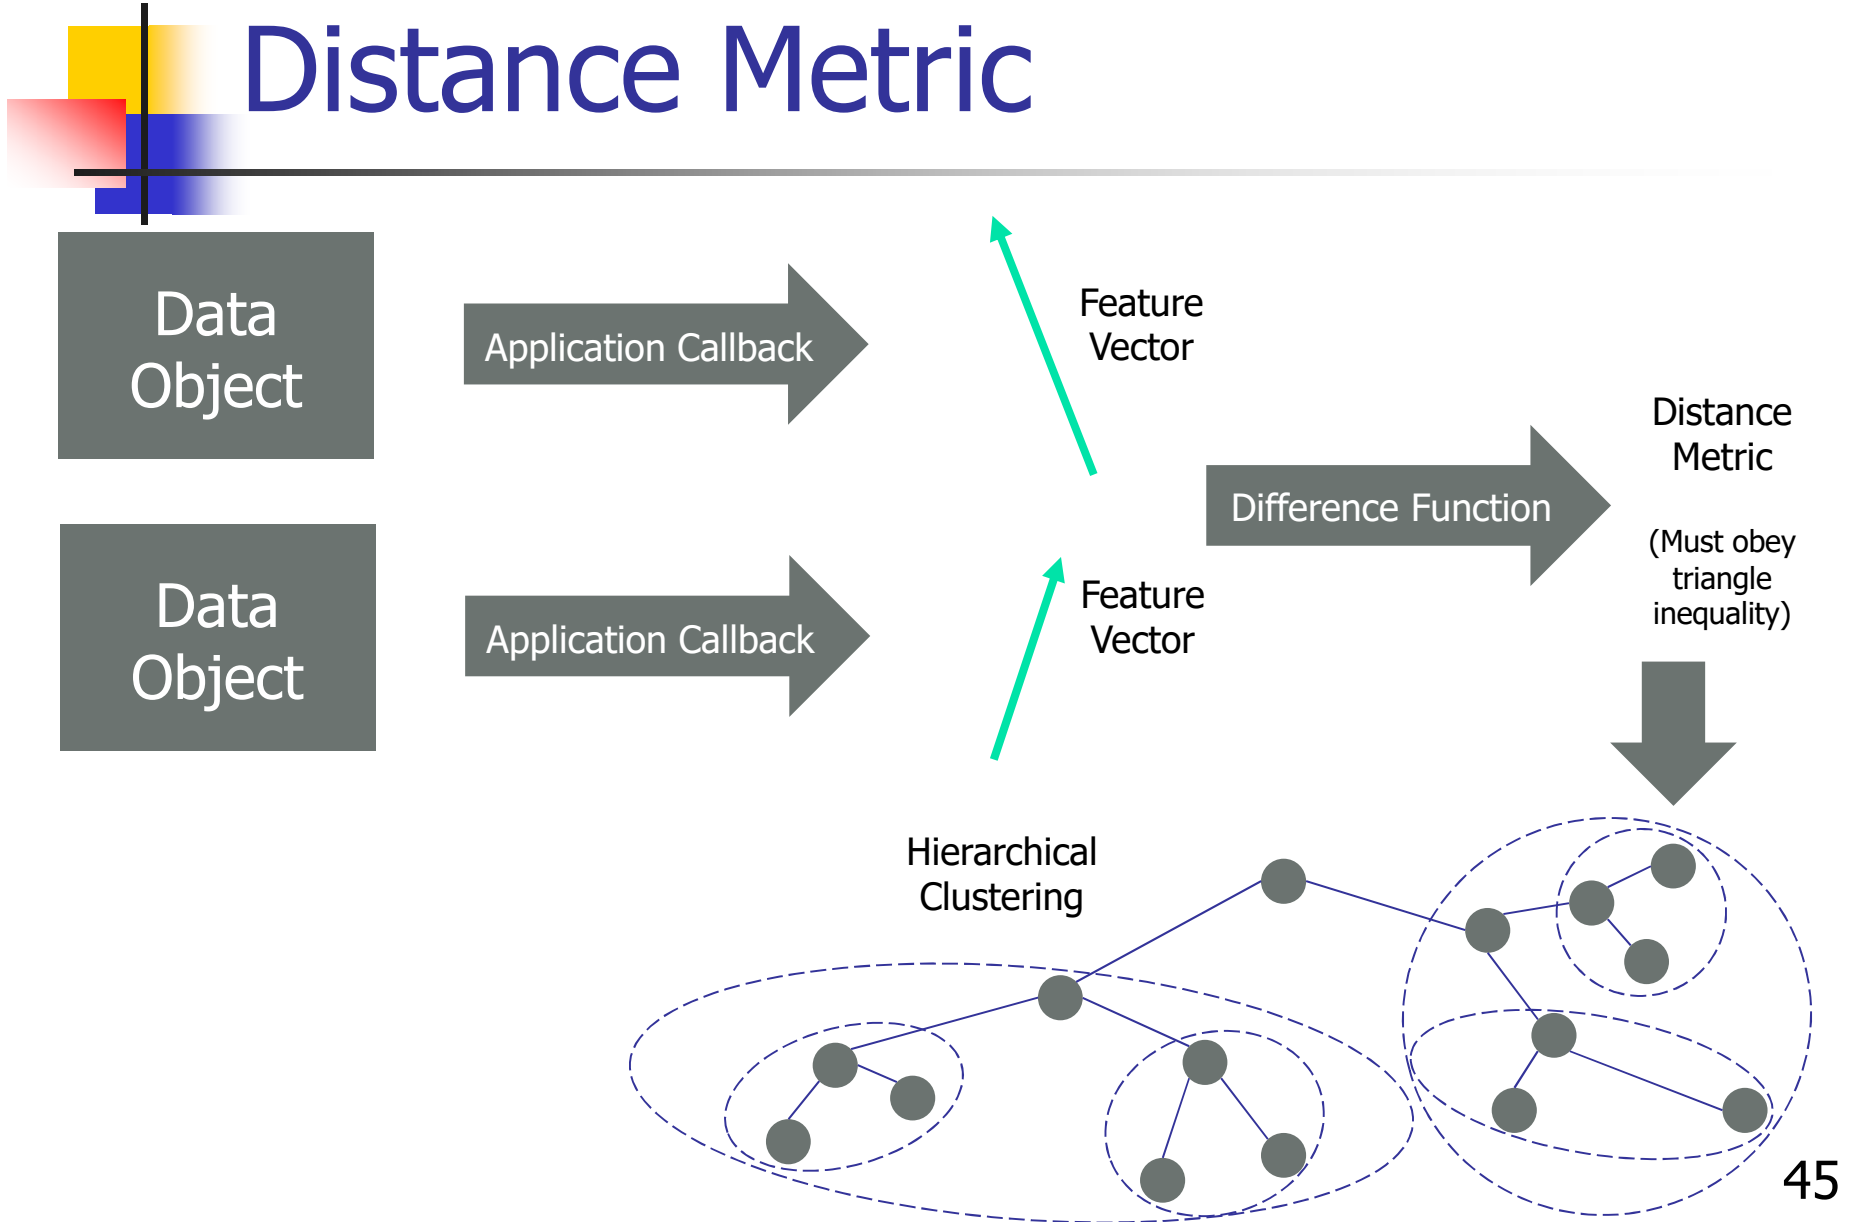 Distance Metric
Data
Object
Application Callback
Feature
Vector
Data
Object
Application Callback
Feature
Vector
Difference Function
Distance
Metric
(Must obey
triangle
inequality)
Hierarchical
Clustering
45